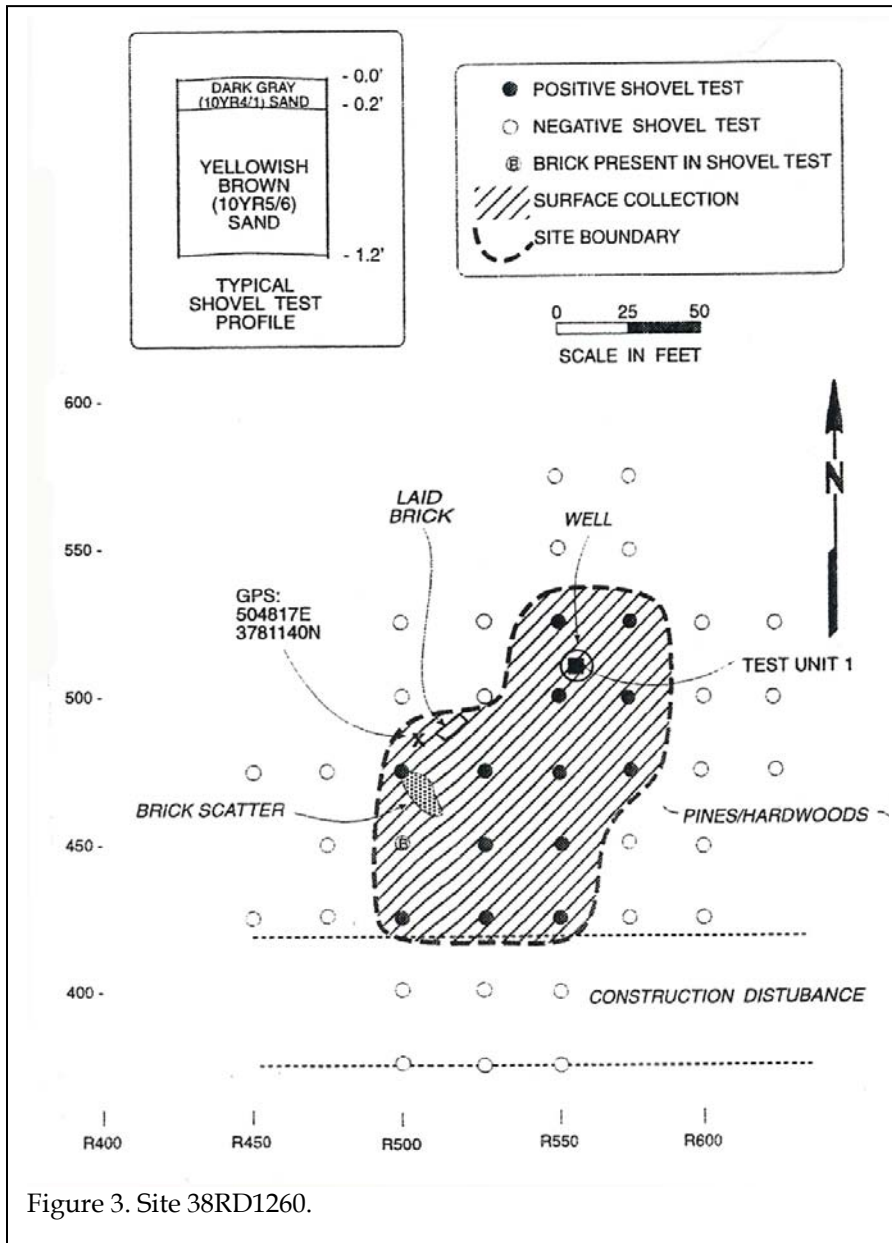 DARK GRAY
(10YR4/1) SAND
- 0.0'
- 0.2'
YELLOWISH
BROWN
(10YR5/6)
SAND
- 1.2'
TYPICAL
SHOVEL TEST
PROFILE
POSITIVE SHOVEL TEST
NEGATIVE SHOVEL TEST
B BRICK PRESENT IN SHOVEL TEST
SURFACE COLLECTION
SITE BOUNDARY
0 25 50
SCALE IN FEET
N
600 -
550 -
500 -
450 -
400 -
LAID
BRICK
WELL
GPS:
504817E
3781140N
X
TEST UNIT 1
BRICK SCATTER
B
PINES/HARDWOODS
CONSTRUCTION DISTUBANCE
R400 R450 R500 R550 R600
Figure 3. Site 38RD1260.